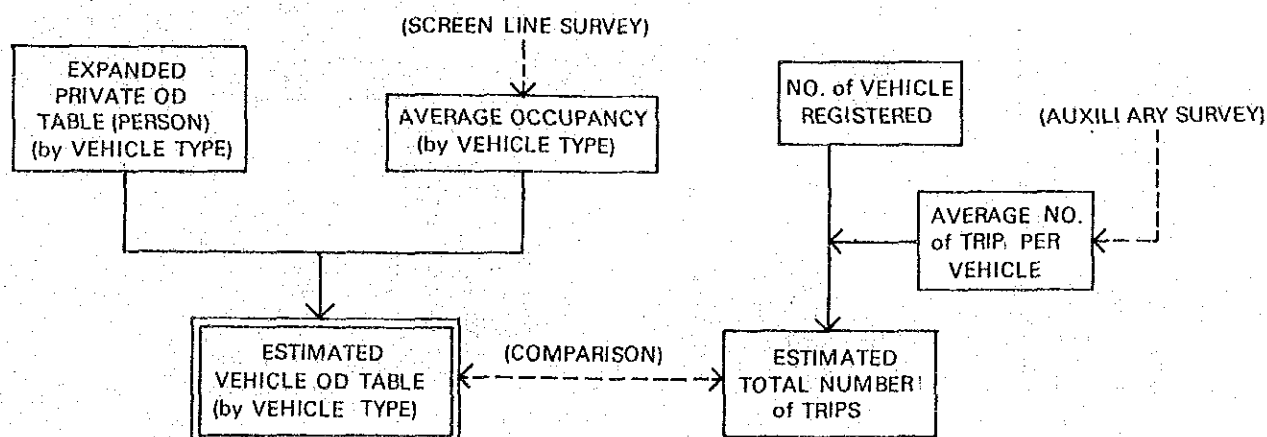 (SCREEN LINE SURVEY)
EXPANDED
PRIVATE OD
TABLE (PERSON)
(by VEHICLE TYPE)
AVERAGE OCCUPANCY
(by VEHICLE TYPE)
NO. of VEHICLE
REGISTERED
(AUXILIARY SURVEY)
AVERAGE NO.
of TRIP PER
VEHICLE
ESTIMATED
VEHICLE OD TABLE
(by VEHICLE TYPE)
(COMPARISON)
ESTIMATED
TOTAL NUMBER
of TRIPS